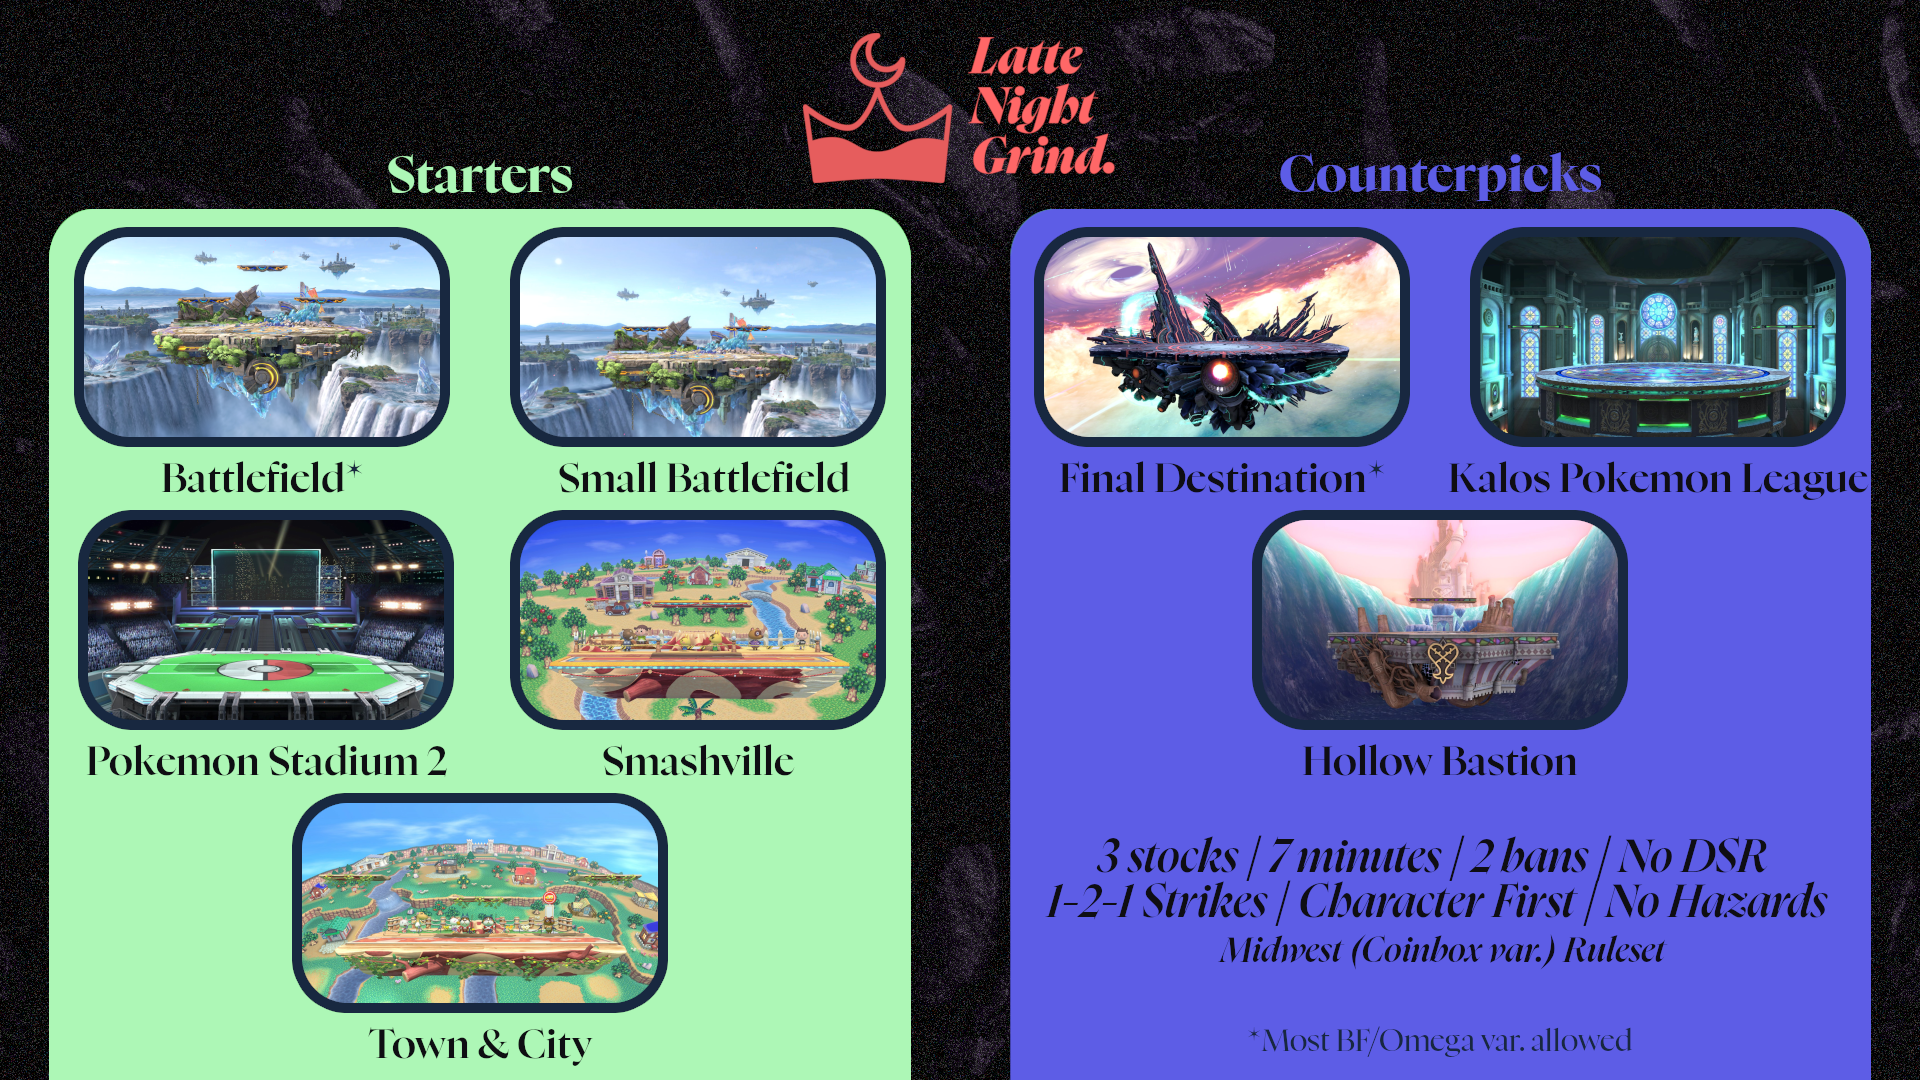 Latte
Night
Grind.
Starters
Battlefield*
Small Battlefield
Pokemon Stadium 2
Smashville
Town & City
Counterpicks
Final Destination*
Kalos Pokemon League
Hollow Bastion
3 stocks | 7 minutes | 2 bans | No DSR
1-2-1 Strikes | Character First | No Hazards
Midwest (Coinbox var.) Ruleset
*Most BF/Omega var. allowed